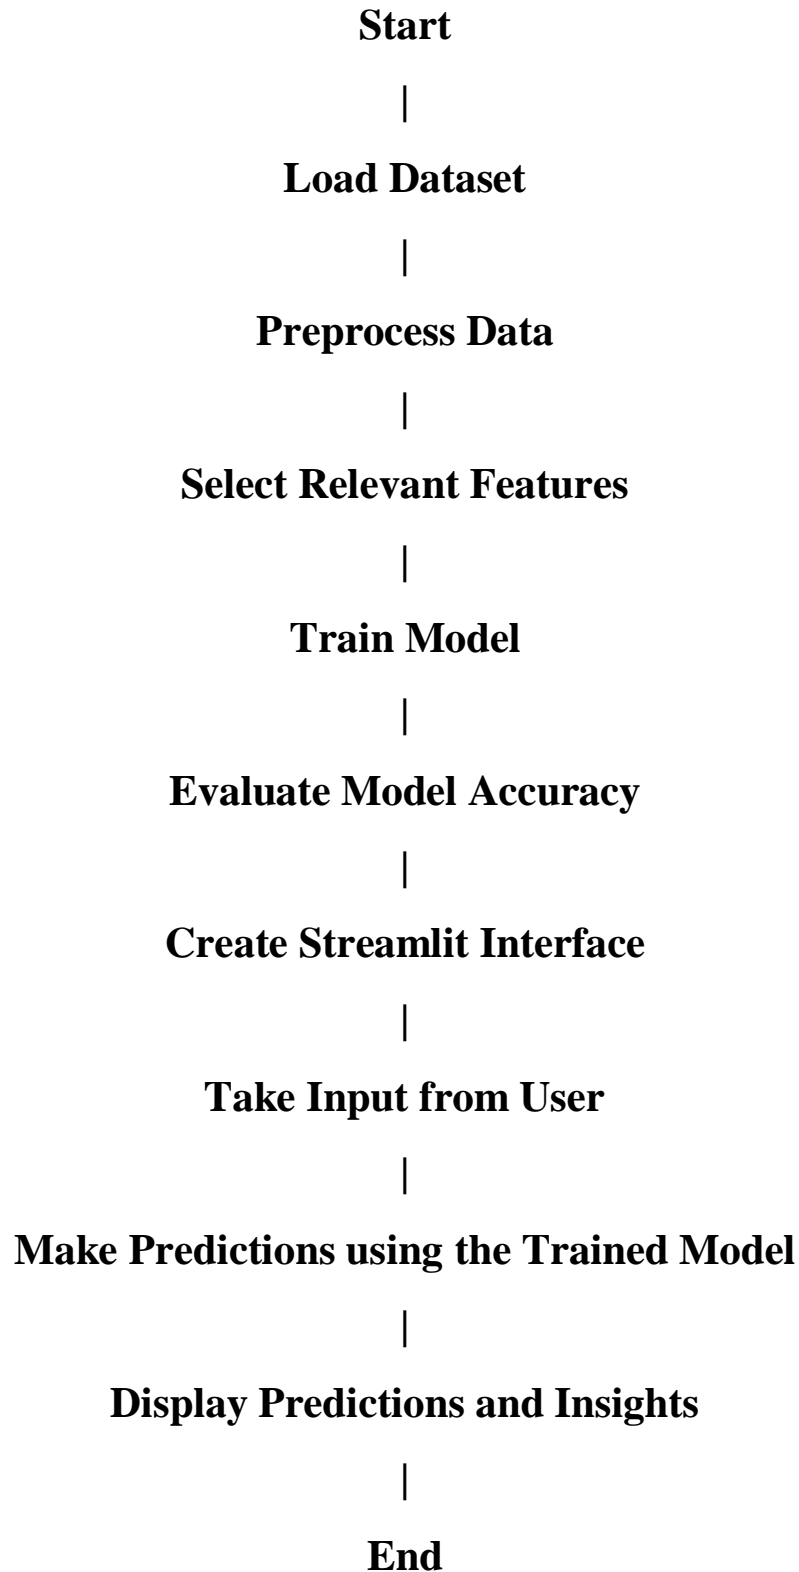 Start
|
Load Dataset
|
Preprocess Data
|
Select Relevant Features
|
Train Model
|
Evaluate Model Accuracy
|
Create Streamlit Interface
|
Take Input from User
|
Make Predictions using the Trained Model
|
Display Predictions and Insights
|
End